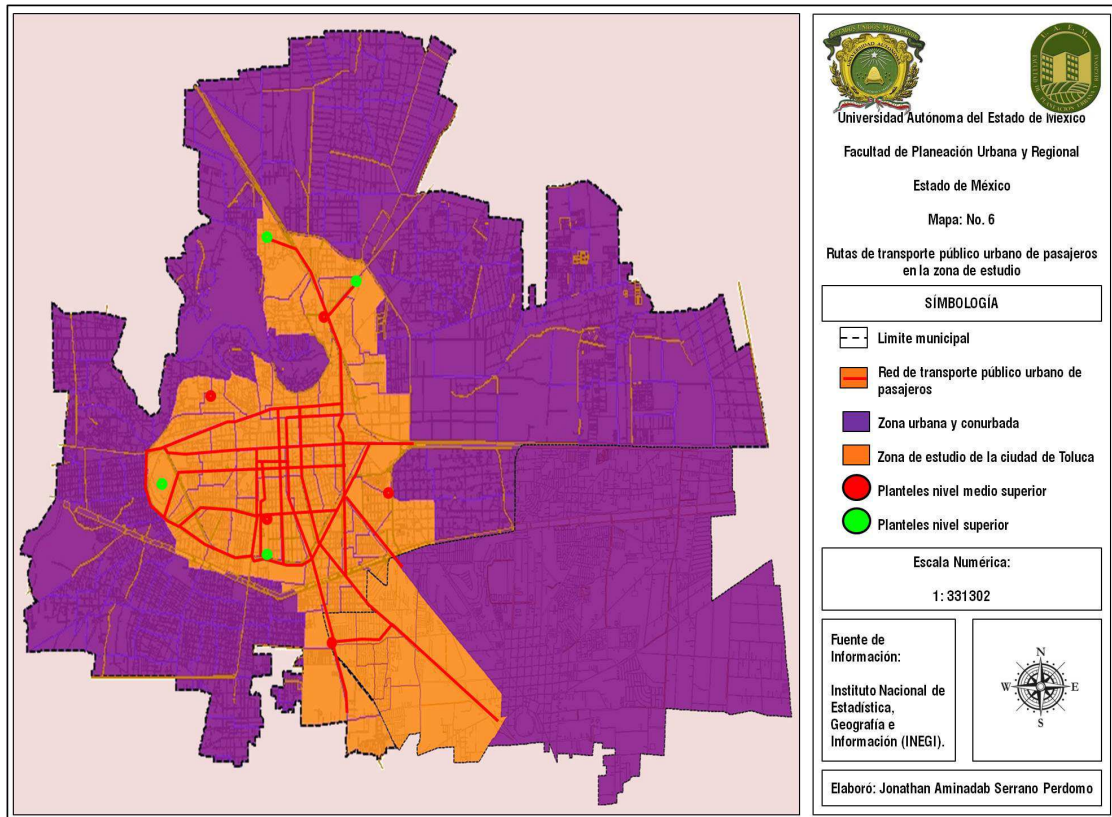 Universidad Autónoma del Estado de México
Facultad de Planeación Urbana y Regional
Estado de México
Mapa: No. 6
Rutas de transporte público urbano de pasajeros
en la zona de estudio
SÍMBOLOGÍA
Limite municipal
Red de transporte público urbano de
pasajeros
Zona urbana y conurbada
Zona de estudio de la ciudad de Toluca
Planteles nivel medio superior
Planteles nivel superior
Escala Numérica:
1: 331302
Fuente de
Información:
Instituto Nacional de
Estadística,
Geografía e
Información (INEGI).
N
W
E
S
Elaboró: Jonathan Aminadab Serrano Perdomo